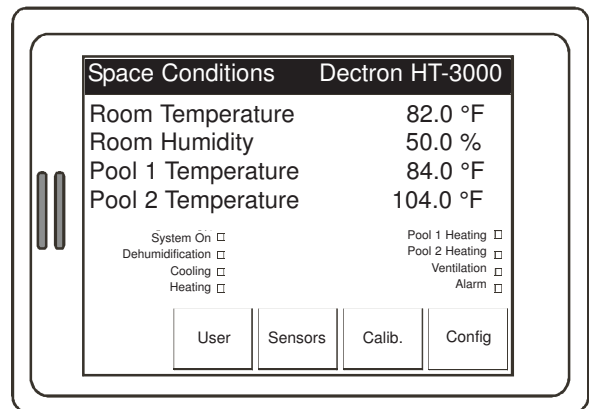 Space Conditions Dectron HT-3000
Room Temperature 82.0 °F
Room Humidity 50.0 %
Pool 1 Temperature 84.0 °F
Pool 2 Temperature 104.0 °F
System On Pool 1 Heating
Dehumidification Pool 2 Heating
Cooling Ventilation
Heating Alarm
User Sensors Calib. Config